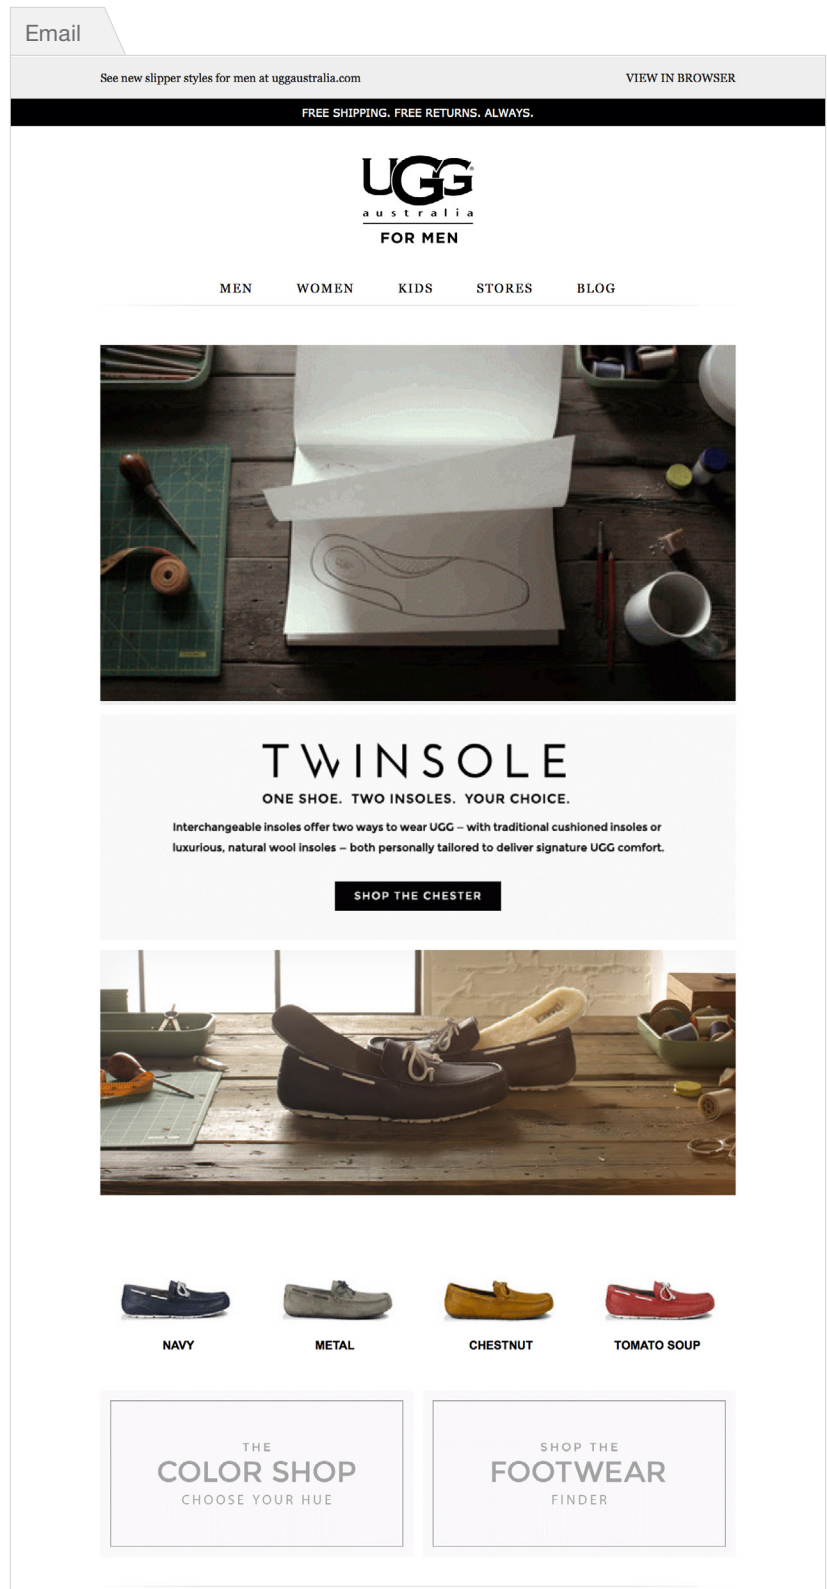 Email
See new slipper styles for men at uggaustralia.com
VIEW IN BROWSER
FREE SHIPPING. FREE RETURNS. ALWAYS.
UGG®
australia
FOR MEN
MEN WOMEN KIDS STORES BLOG
TWINSOLE
ONE SHOE. TWO INSOLES. YOUR CHOICE.
Interchangeable insoles offer two ways to wear UGG – with traditional cushioned insoles or
luxurious, natural wool insoles – both personally tailored to deliver signature UGG comfort.
SHOP THE CHESTER
NAVY
METAL
CHESTNUT
TOMATO SOUP
THE
COLOR SHOP
CHOOSE YOUR HUE
SHOP THE
FOOTWEAR
FINDER